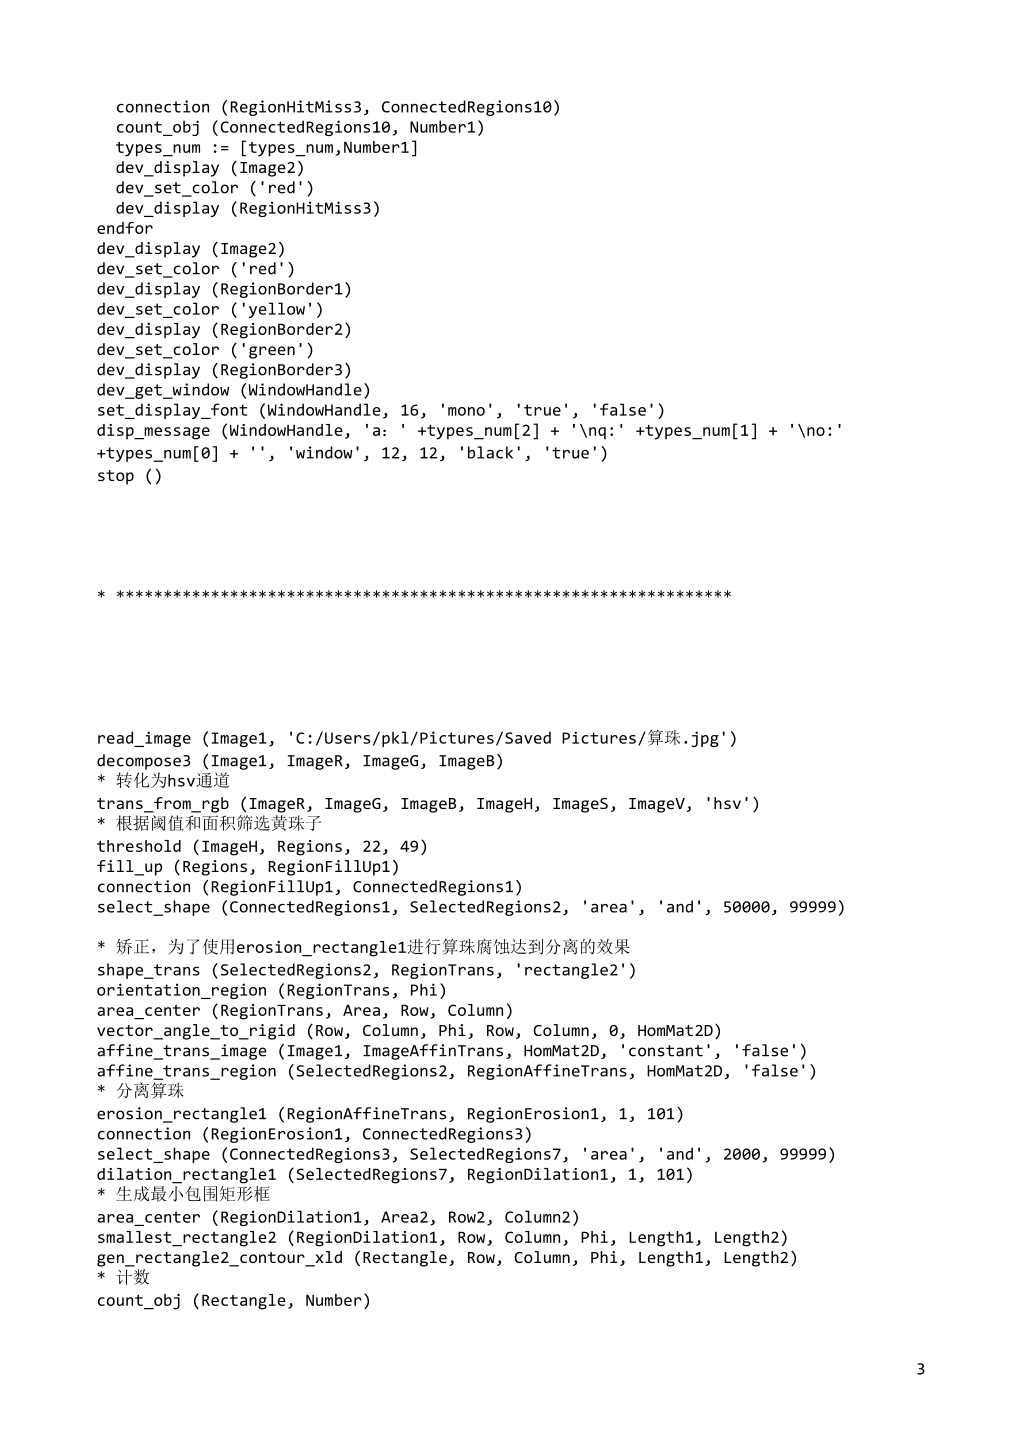 connection (RegionHitMiss3, ConnectedRegions10)
count_obj (ConnectedRegions10, Number1)
types_num := [types_num,Number1]
dev_display (Image2)
dev_set_color ('red')
dev_display (RegionHitMiss3)
endfor
dev_display (Image2)
dev_set_color ('red')
dev_display (RegionBorder1)
dev_set_color ('yellow')
dev_display (RegionBorder2)
dev_set_color ('green')
dev_display (RegionBorder3)
dev_get_window (WindowHandle)
set_display_font (WindowHandle, 16, 'mono', 'true', 'false')
disp_message (WindowHandle, 'a：' +types_num[2] + '\nq:' +types_num[1] + '\no:'
+types_num[0] + '', 'window', 12, 12, 'black', 'true')
stop ()
* *****************************************************************
read_image (Image1, 'C:/Users/pkl/Pictures/Saved Pictures/算珠.jpg')
decompose3 (Image1, ImageR, ImageG, ImageB)
* 转化为hsv通道
trans_from_rgb (ImageR, ImageG, ImageB, ImageH, ImageS, ImageV, 'hsv')
* 根据阈值和面积筛选黄珠子
threshold (ImageH, Regions, 22, 49)
fill_up (Regions, RegionFillUp1)
connection (RegionFillUp1, ConnectedRegions1)
select_shape (ConnectedRegions1, SelectedRegions2, 'area', 'and', 50000, 99999)
* 矫正，为了使用erosion_rectangle1进行算珠腐蚀达到分离的效果
shape_trans (SelectedRegions2, RegionTrans, 'rectangle2')
orientation_region (RegionTrans, Phi)
area_center (RegionTrans, Area, Row, Column)
vector_angle_to_rigid (Row, Column, Phi, Row, Column, 0, HomMat2D)
affine_trans_image (Image1, ImageAffinTrans, HomMat2D, 'constant', 'false')
affine_trans_region (SelectedRegions2, RegionAffineTrans, HomMat2D, 'false')
* 分离算珠
erosion_rectangle1 (RegionAffineTrans, RegionErosion1, 1, 101)
connection (RegionErosion1, ConnectedRegions3)
select_shape (ConnectedRegions3, SelectedRegions7, 'area', 'and', 2000, 99999)
dilation_rectangle1 (SelectedRegions7, RegionDilation1, 1, 101)
* 生成最小包围矩形框
area_center (RegionDilation1, Area2, Row2, Column2)
smallest_rectangle2 (RegionDilation1, Row, Column, Phi, Length1, Length2)
gen_rectangle2_contour_xld (Rectangle, Row, Column, Phi, Length1, Length2)
* 计数
count_obj (Rectangle, Number)
3